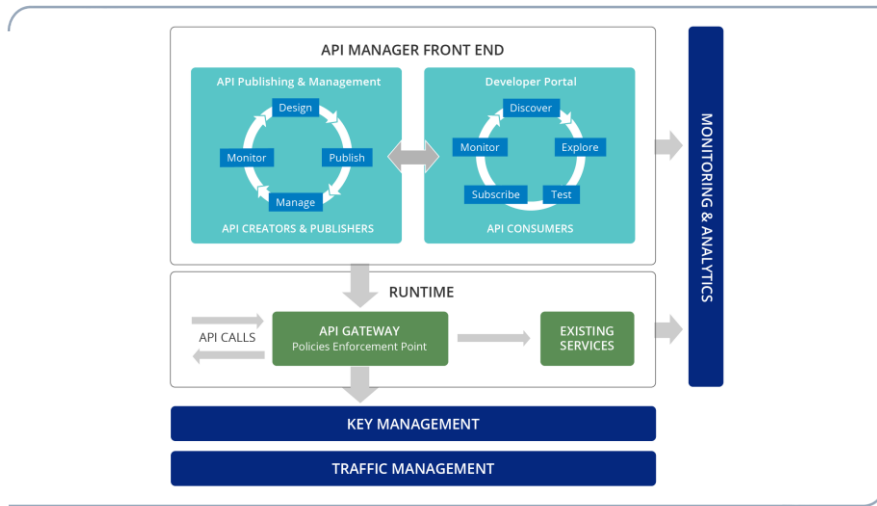 API MANAGER FRONT END
API Publishing & Management
Design
Monitor
Publish
Manage
API CREATORS & PUBLISHERS
Developer Portal
Discover
Monitor
Explore
Subscribe
Test
API CONSUMERS
MONITORING & ANALYTICS
RUNTIME
API CALLS
API GATEWAY
Policies Enforcement Point
EXISTING
SERVICES
KEY MANAGEMENT
TRAFFIC MANAGEMENT